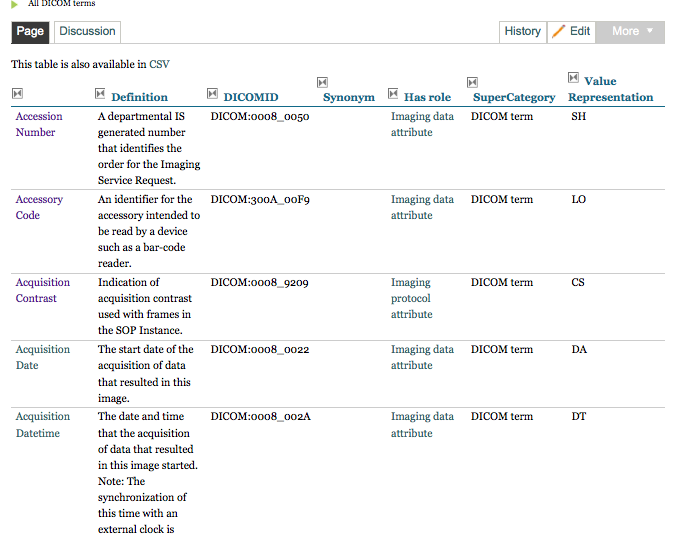 All DICOM terms
Page Discussion History Edit More
This table is also available in CSV
Definition DICOMID Synonym Has role SuperCategory Value Representation
Accession Number
A departmental IS
generated number
that identifies the
order for the Imaging
Service Request.
DICOM:0008_0050
Imaging data
attribute
DICOM term
SH
Accessory
Code
An identifier for the
accessory intended to
be read by a device
such as a bar-code
reader.
DICOM:300A_00F9
Imaging data
attribute
DICOM term
LO
Acquisition
Contrast
Indication of
acquisition contrast
used with frames in
the SOP Instance.
DICOM:0008_9209
Imaging
protocol
attribute
DICOM term
CS
Acquisition
Date
The start date of the
acquisition of data
that resulted in this
image.
DICOM:0008_0022
Imaging data
attribute
DICOM term
DA
Acquisition
Datetime
The date and time
that the acquisition
of data that resulted
in this image started.
Note: The
synchronization of
this time with an
external clock is
DICOM:0008_002A
Imaging data
attribute
DICOM term
DT